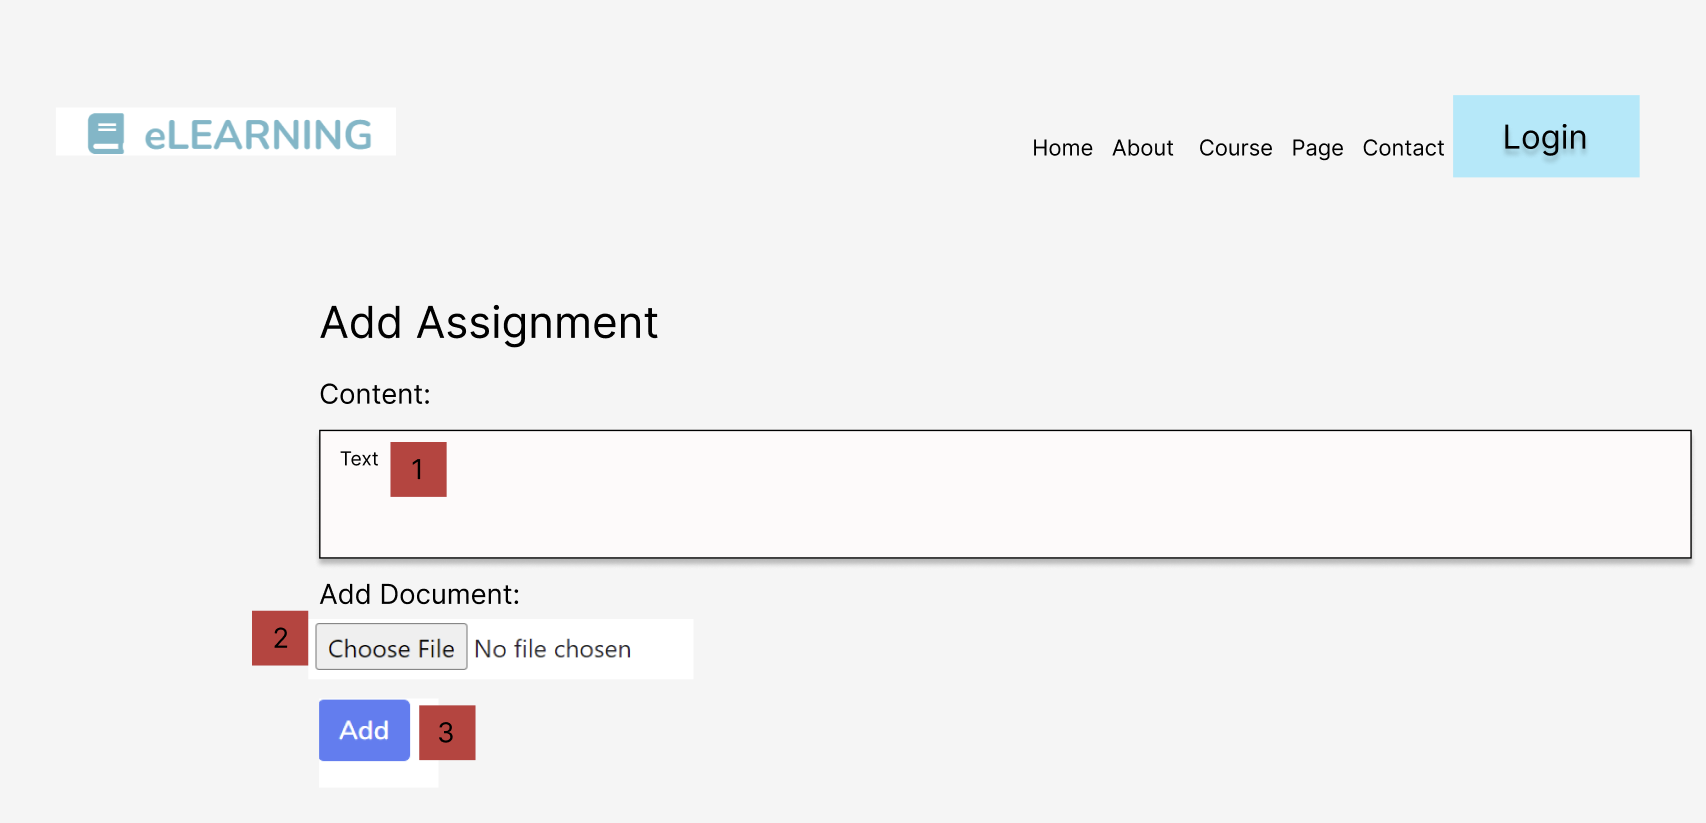 eLEARNING
Home About Course Page Contact Login
Add Assignment
Content:
Text 1
Add Document:
2 Choose File No file chosen
Add 3